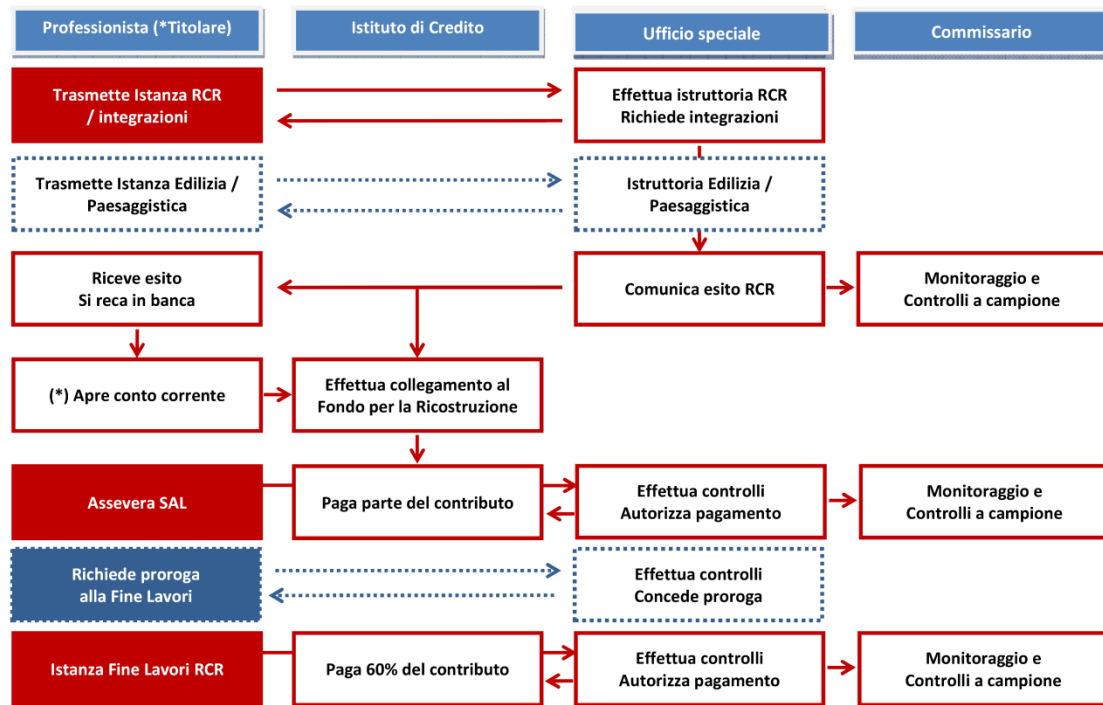 Professionista (*Titolare)
Istituto di Credito
Ufficio speciale
Commissario
Trasmette Istanza RCR
/ integrazioni
Effettua istruttoria RCR
Richiede integrazioni
Trasmette Istanza Edilizia /
Paesaggistica
Istruttoria Edilizia /
Paesaggistica
Riceve esito
Si reca in banca
Comunica esito RCR
Monitoraggio e
Controlli a campione
(*) Apre conto corrente
Effettua collegamento al
Fondo per la Ricostruzione
Assevera SAL
Paga parte del contributo
Effettua controlli
Autorizza pagamento
Monitoraggio e
Controlli a campione
Richiede proroga
alla Fine Lavori
Effettua controlli
Concede proroga
Istanza Fine Lavori RCR
Paga 60% del contributo
Effettua controlli
Autorizza pagamento
Monitoraggio e
Controlli a campione